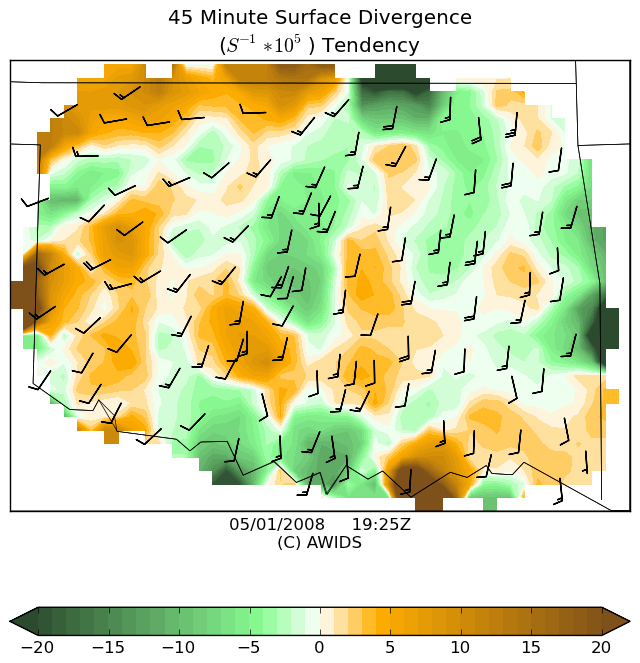 45 Minute Surface Divergence
(S⁻¹ *10⁵ ) Tendency
05/01/2008 19:25Z
(C) AWIDS
−20 −15 −10 −5 0 5 10 15 20